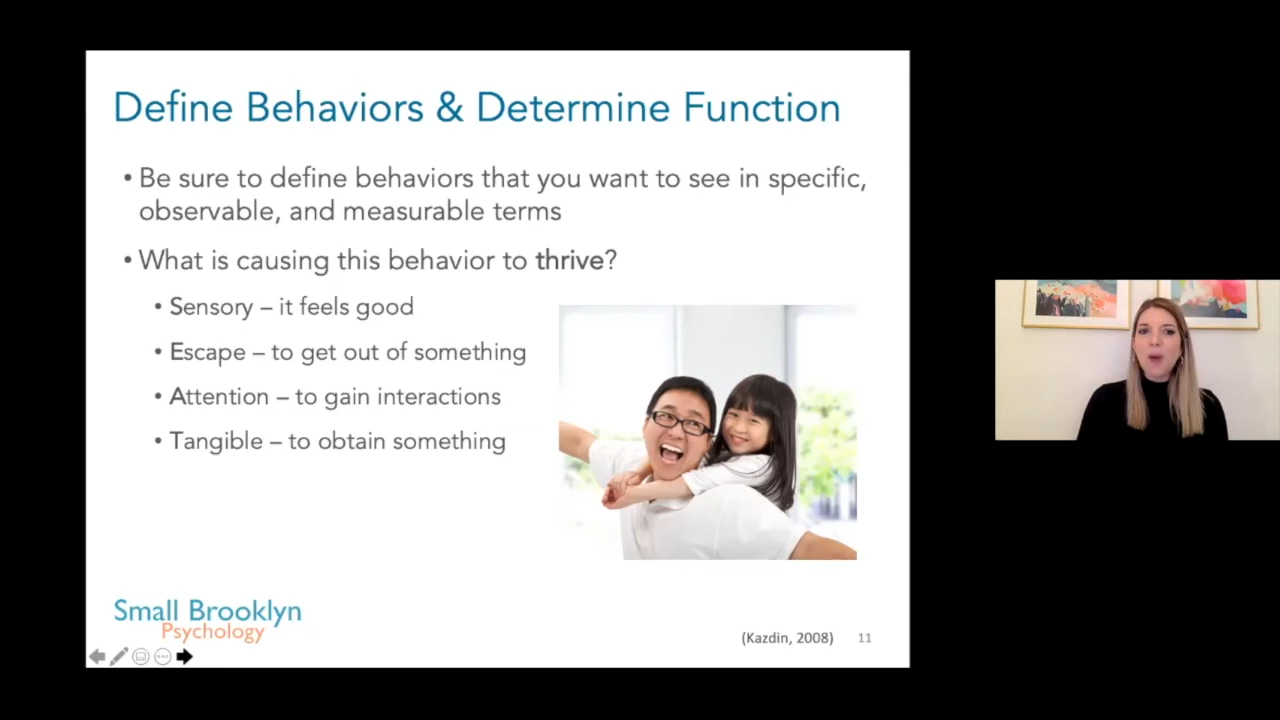 Define Behaviors & Determine Function
• Be sure to define behaviors that you want to see in specific,
observable, and measurable terms
• What is causing this behavior to thrive?
• Sensory – it feels good
• Escape – to get out of something
• Attention – to gain interactions
• Tangible – to obtain something
Small Brooklyn
Psychology
(Kazdin, 2008)
11